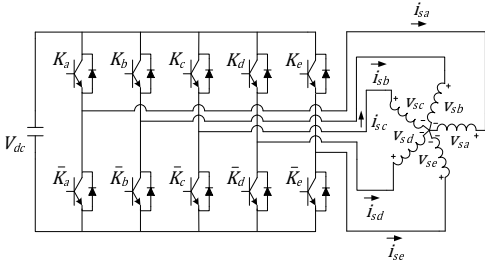 i_sa
K_a K_b K_c K_d K_e
i_sb
v_sc v_sb
i_sc
V_dc
v_sd v_sa
v_se
K̄_a K̄_b K̄_c K̄_d K̄_e
i_sd
i_se